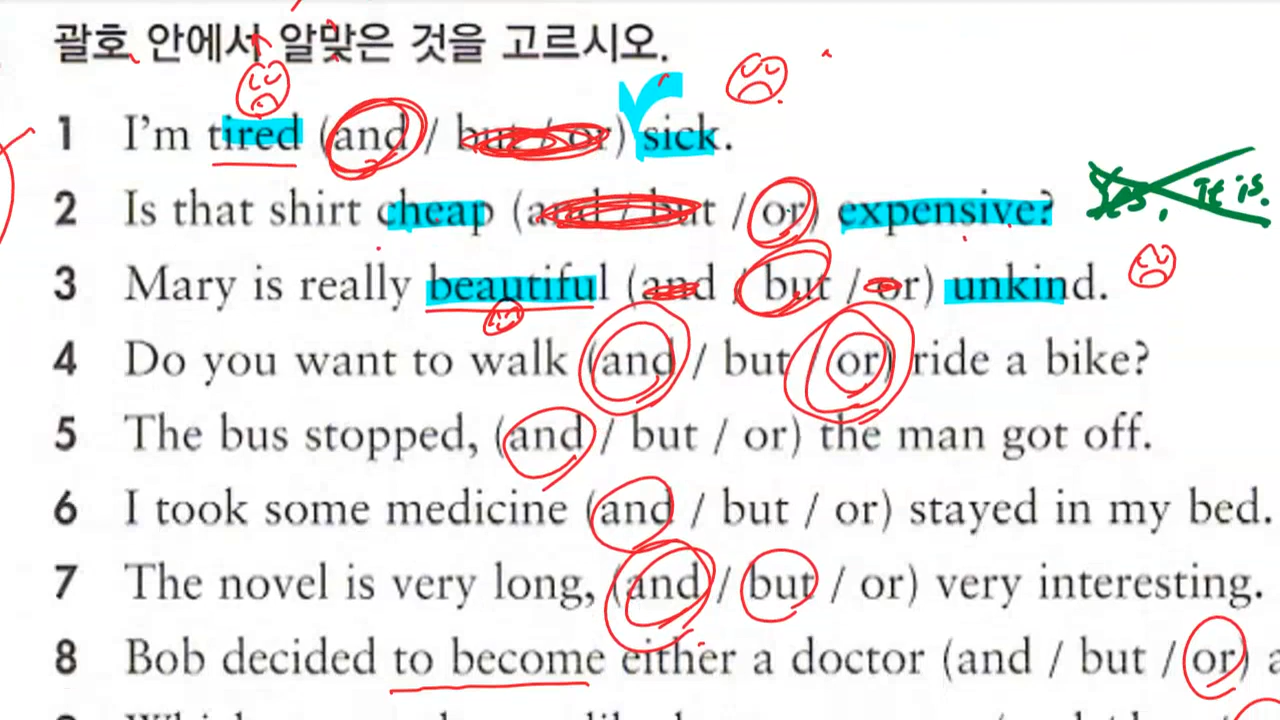 괄호 안에서 알맞은 것을 고르시오.
1 I'm tired (and / but / or) sick.
2 Is that shirt cheap (and / but / or) expensive? Yes, it is.
3 Mary is really beautiful (and / but / or) unkind.
4 Do you want to walk (and / but / or) ride a bike?
5 The bus stopped, (and / but / or) the man got off.
6 I took some medicine (and / but / or) stayed in my bed.
7 The novel is very long, (and / but / or) very interesting.
8 Bob decided to become either a doctor (and / but / or) a